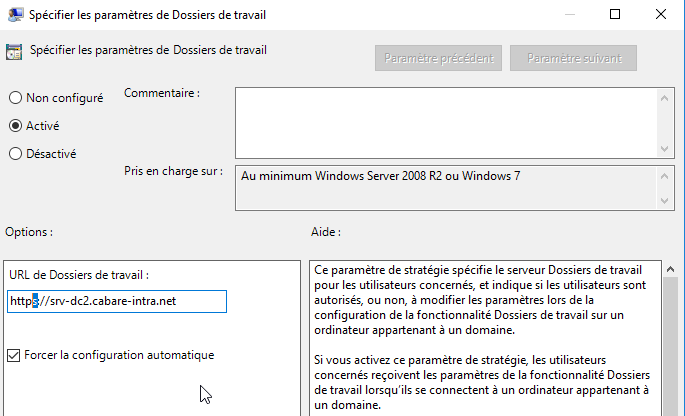 Spécifier les paramètres de Dossiers de travail
Spécifier les paramètres de Dossiers de travail
Paramètre précédent
Paramètre suivant
Non configuré
Commentaire :
Activé
Désactivé
Pris en charge sur :
Au minimum Windows Server 2008 R2 ou Windows 7
Options :
Aide :
URL de Dossiers de travail :
https://srv-dc2.cabare-intra.net
Forcer la configuration automatique
Ce paramètre de stratégie spécifie le serveur Dossiers de travail
pour les utilisateurs concernés, et indique si les utilisateurs sont
autorisés, ou non, à modifier les paramètres lors de la
configuration de la fonctionnalité Dossiers de travail sur un
ordinateur appartenant à un domaine.
Si vous activez ce paramètre de stratégie, les utilisateurs
concernés reçoivent les paramètres de la fonctionnalité Dossiers
de travail lorsqu'ils se connectent à un ordinateur appartenant à
un domaine.